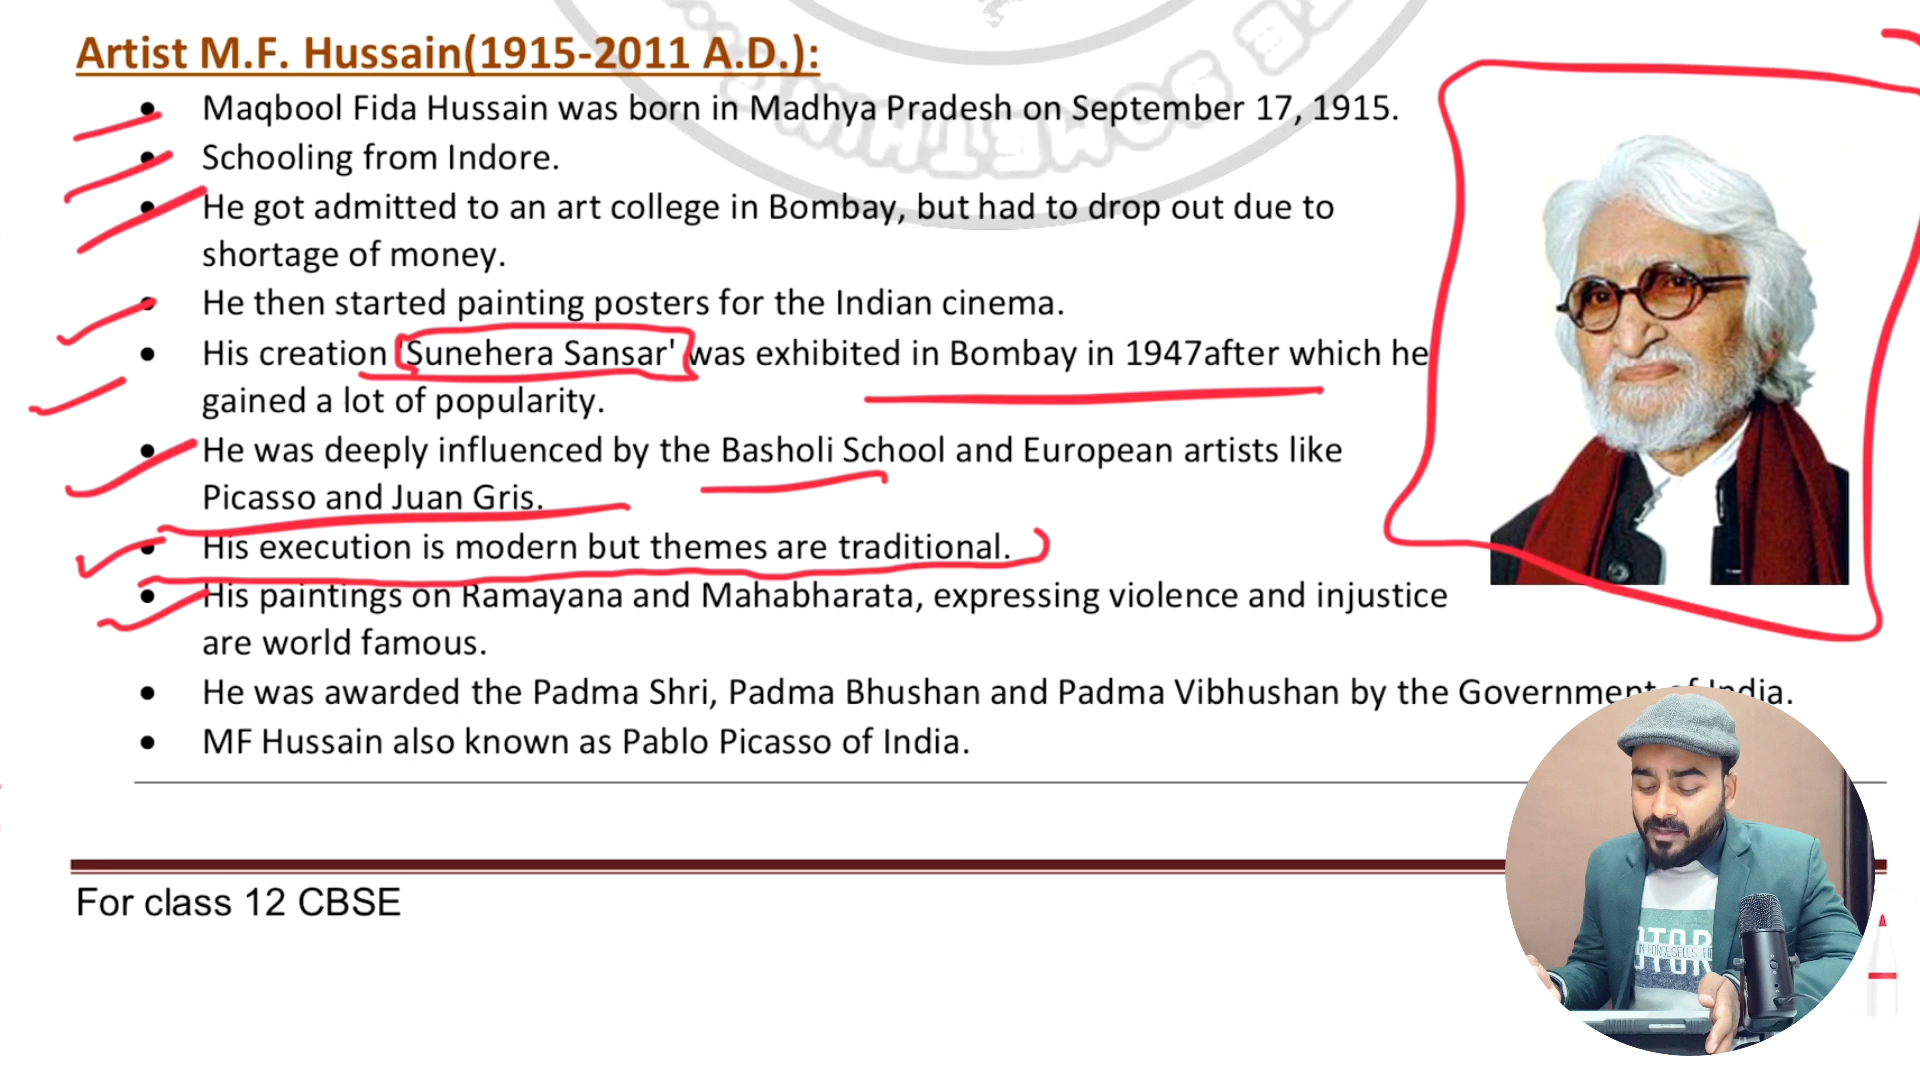 Artist M.F. Hussain(1915-2011 A.D.):
• Maqbool Fida Hussain was born in Madhya Pradesh on September 17, 1915.
• Schooling from Indore.
• He got admitted to an art college in Bombay, but had to drop out due to
shortage of money.
• He then started painting posters for the Indian cinema.
• His creation 'Sunehera Sansar' was exhibited in Bombay in 1947after which he
gained a lot of popularity.
• He was deeply influenced by the Basholi School and European artists like
Picasso and Juan Gris.
• His execution is modern but themes are traditional.
• His paintings on Ramayana and Mahabharata, expressing violence and injustice
are world famous.
• He was awarded the Padma Shri, Padma Bhushan and Padma Vibhushan by the Government of India.
• MF Hussain also known as Pablo Picasso of India.
For class 12 CBSE